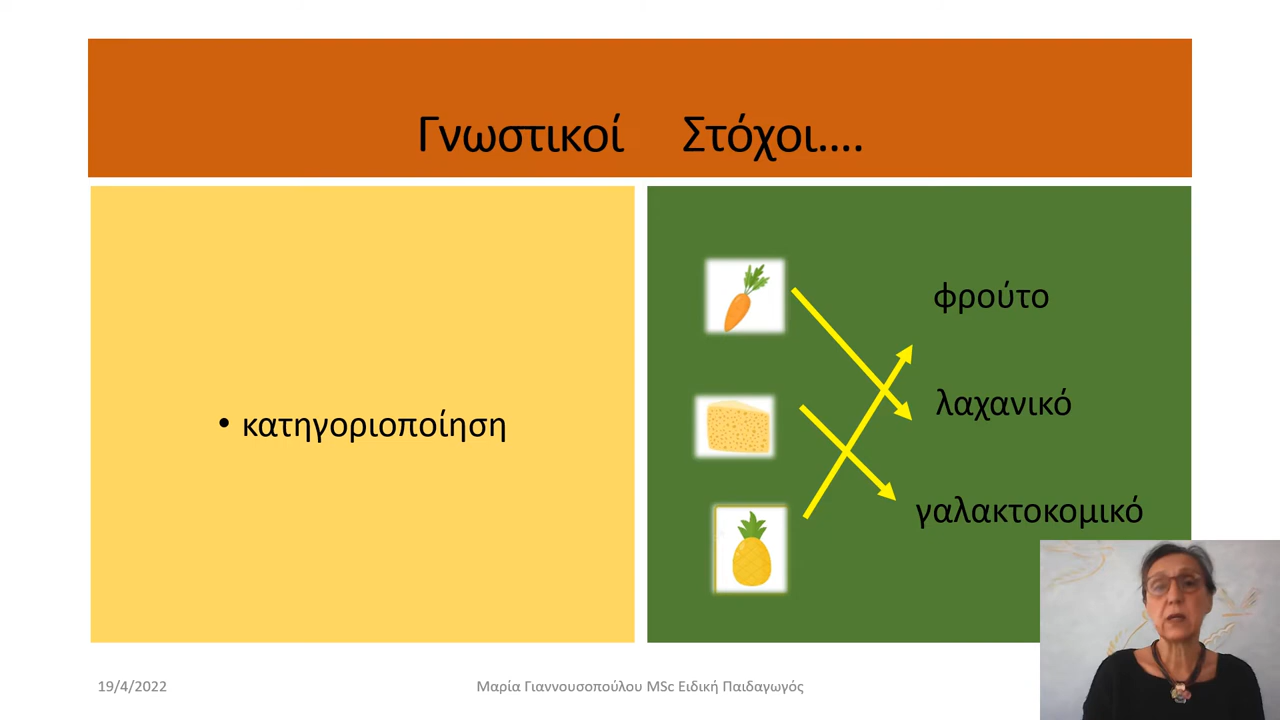 Γνωστικοί Στόχοι....
• κατηγοριοποίηση
φρούτο
λαχανικό
γαλακτοκομικό
19/4/2022
Μαρία Γιαννουσοπούλου MSc Ειδική Παιδαγωγός